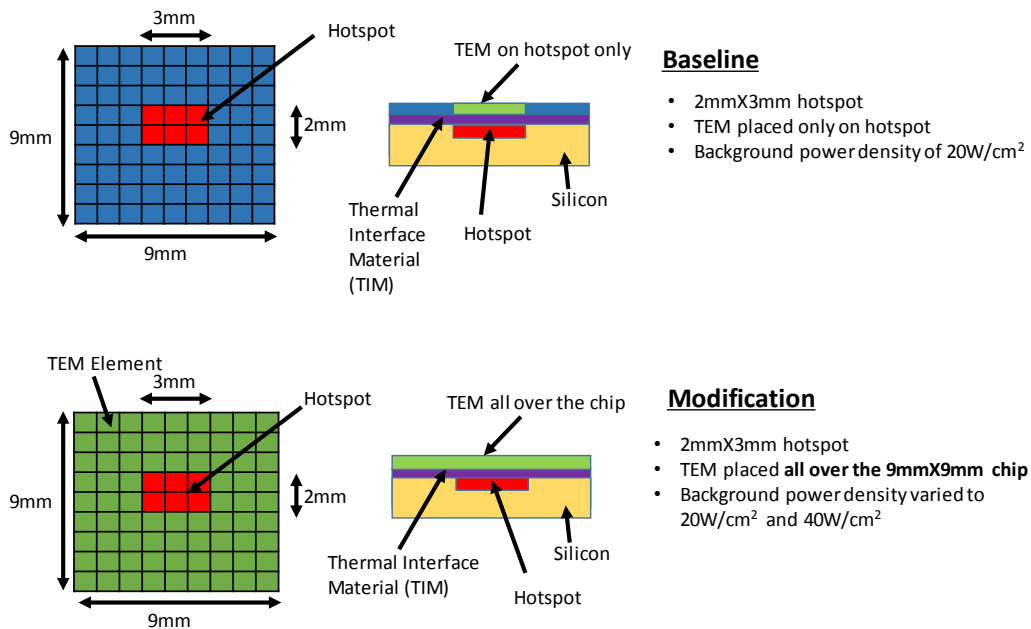 3mm
Hotspot
9mm
2mm
9mm
TEM on hotspot only
Thermal
Interface
Material
(TIM)
Hotspot
Silicon
Baseline
• 2mmX3mm hotspot
• TEM placed only on hotspot
• Background power density of 20W/cm²
TEM Element
3mm
Hotspot
9mm
2mm
9mm
TEM all over the chip
Thermal Interface
Material (TIM)
Hotspot
Silicon
Modification
• 2mmX3mm hotspot
• TEM placed all over the 9mmX9mm chip
• Background power density varied to
20W/cm² and 40W/cm²